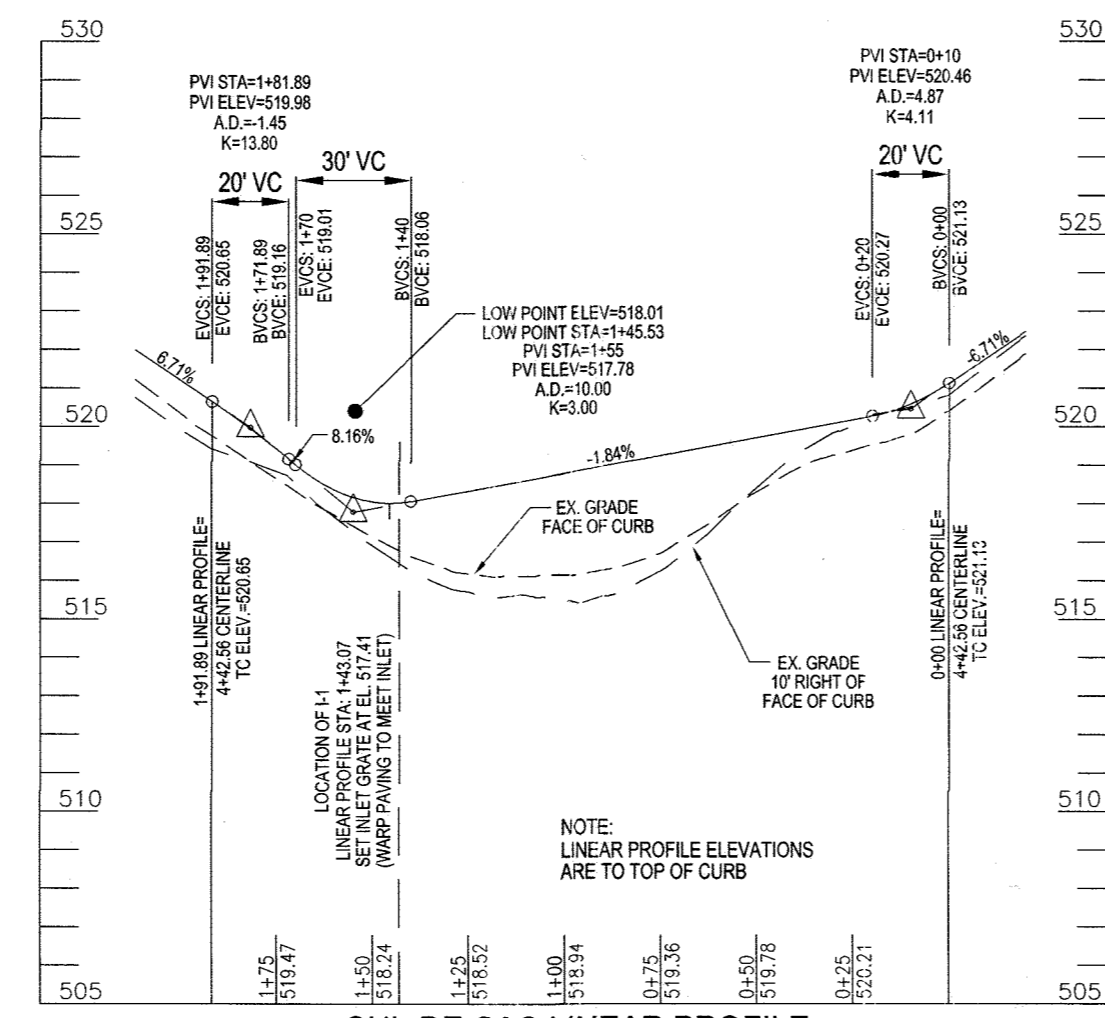 530
530
PVI STA=1+81.89
PVI ELEV=519.98
A.D.=-1.45
K=13.80
PVI STA=0+10
PVI ELEV=520.46
A.D.=4.87
K=4.11
30' VC
20' VC
20' VC
525
525
EVCS: 1+91.89
EVCE: 520.65
BVCS: 1+71.89
BVCE: 519.16
EVCS: 1+70
EVCE: 519.01
BVCS: 1+40
BVCE: 518.06
EVCS: 0+20
EVCE: 520.27
BVCS: 0+00
BVCE: 521.13
LOW POINT ELEV=518.01
LOW POINT STA=1+45.53
PVI STA=1+55
PVI ELEV=517.78
A.D.=10.00
K=3.00
6.71%
-6.71%
520
520
8.16%
-1.84%
EX. GRADE
FACE OF CURB
515
515
1+91.89 LINEAR PROFILE=
4+42.56 CENTERLINE
TC ELEV.=520.65
LOCATION OF I-1
LINEAR PROFILE STA: 1+43.07
SET INLET GRATE AT EL. 517.41
(WARP PAVING TO MEET INLET)
EX. GRADE
10' RIGHT OF
FACE OF CURB
0+00 LINEAR PROFILE=
4+42.56 CENTERLINE
TC ELEV.=521.13
510
510
NOTE:
LINEAR PROFILE ELEVATIONS
ARE TO TOP OF CURB
1+75
519.47
1+50
518.24
1+25
518.52
1+00
518.94
0+75
519.36
0+50
519.78
0+25
520.21
505
505